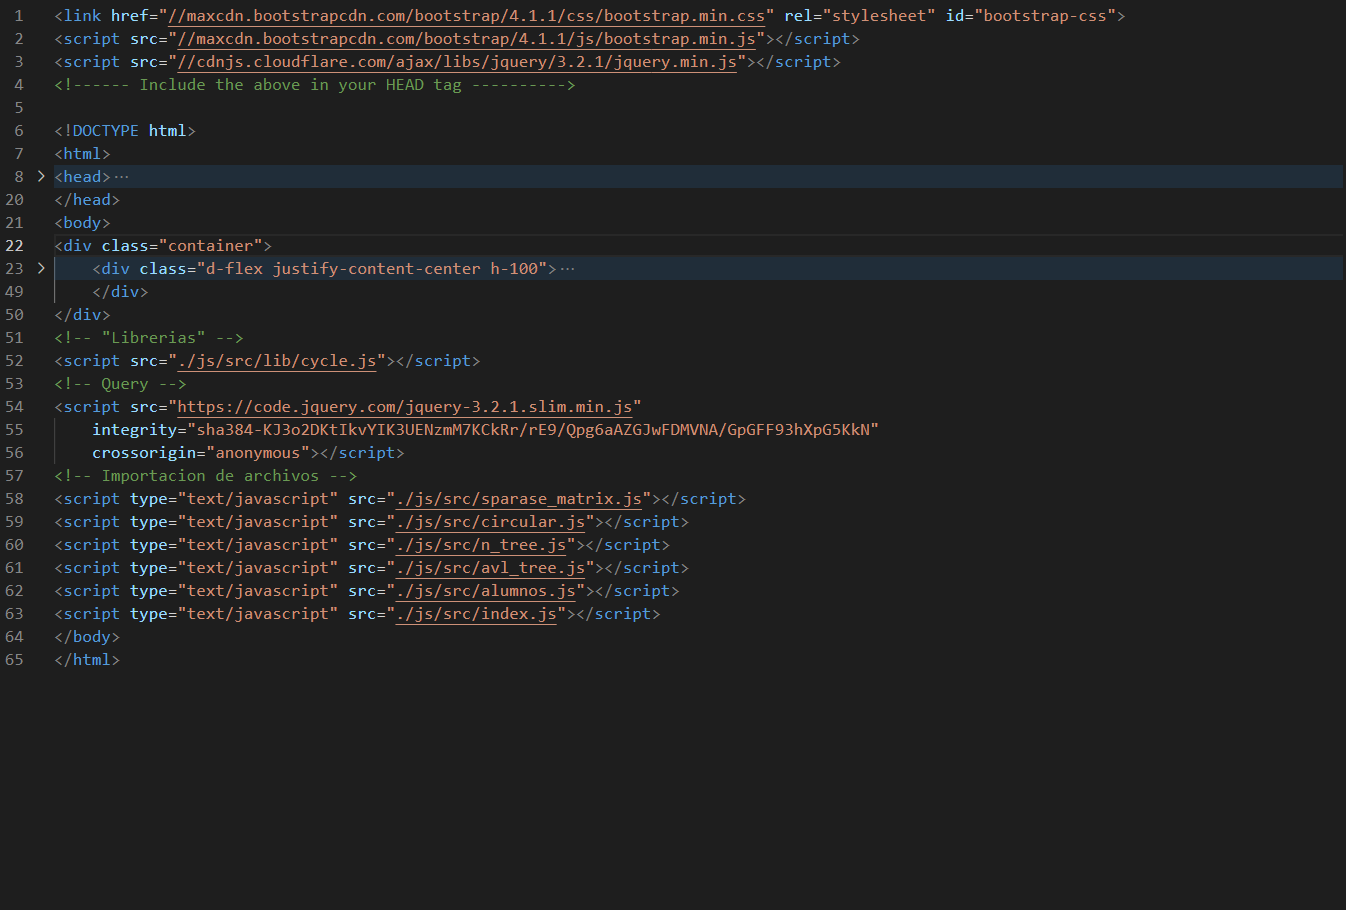 1 <link href="//maxcdn.bootstrapcdn.com/bootstrap/4.1.1/css/bootstrap.min.css" rel="stylesheet" id="bootstrap-css">
2 <script src="//maxcdn.bootstrapcdn.com/bootstrap/4.1.1/js/bootstrap.min.js"></script>
3 <script src="//cdnjs.cloudflare.com/ajax/libs/jquery/3.2.1/jquery.min.js"></script>
4 <!------ Include the above in your HEAD tag ---------->
5
6 <!DOCTYPE html>
7 <html>
8 <head>···
20 </head>
21 <body>
22 <div class="container">
23     <div class="d-flex justify-content-center h-100">···
49     </div>
50 </div>
51 <!-- "Librerias" -->
52 <script src="./js/src/lib/cycle.js"></script>
53 <!-- Query -->
54 <script src="https://code.jquery.com/jquery-3.2.1.slim.min.js"
55     integrity="sha384-KJ3o2DKtIkvYIK3UENzmM7KCkRr/rE9/Qpg6aAZGJwFDMVNA/GpGFF93hXpG5KkN"
56     crossorigin="anonymous"></script>
57 <!-- Importacion de archivos -->
58 <script type="text/javascript" src="./js/src/sparase_matrix.js"></script>
59 <script type="text/javascript" src="./js/src/circular.js"></script>
60 <script type="text/javascript" src="./js/src/n_tree.js"></script>
61 <script type="text/javascript" src="./js/src/avl_tree.js"></script>
62 <script type="text/javascript" src="./js/src/alumnos.js"></script>
63 <script type="text/javascript" src="./js/src/index.js"></script>
64 </body>
65 </html>